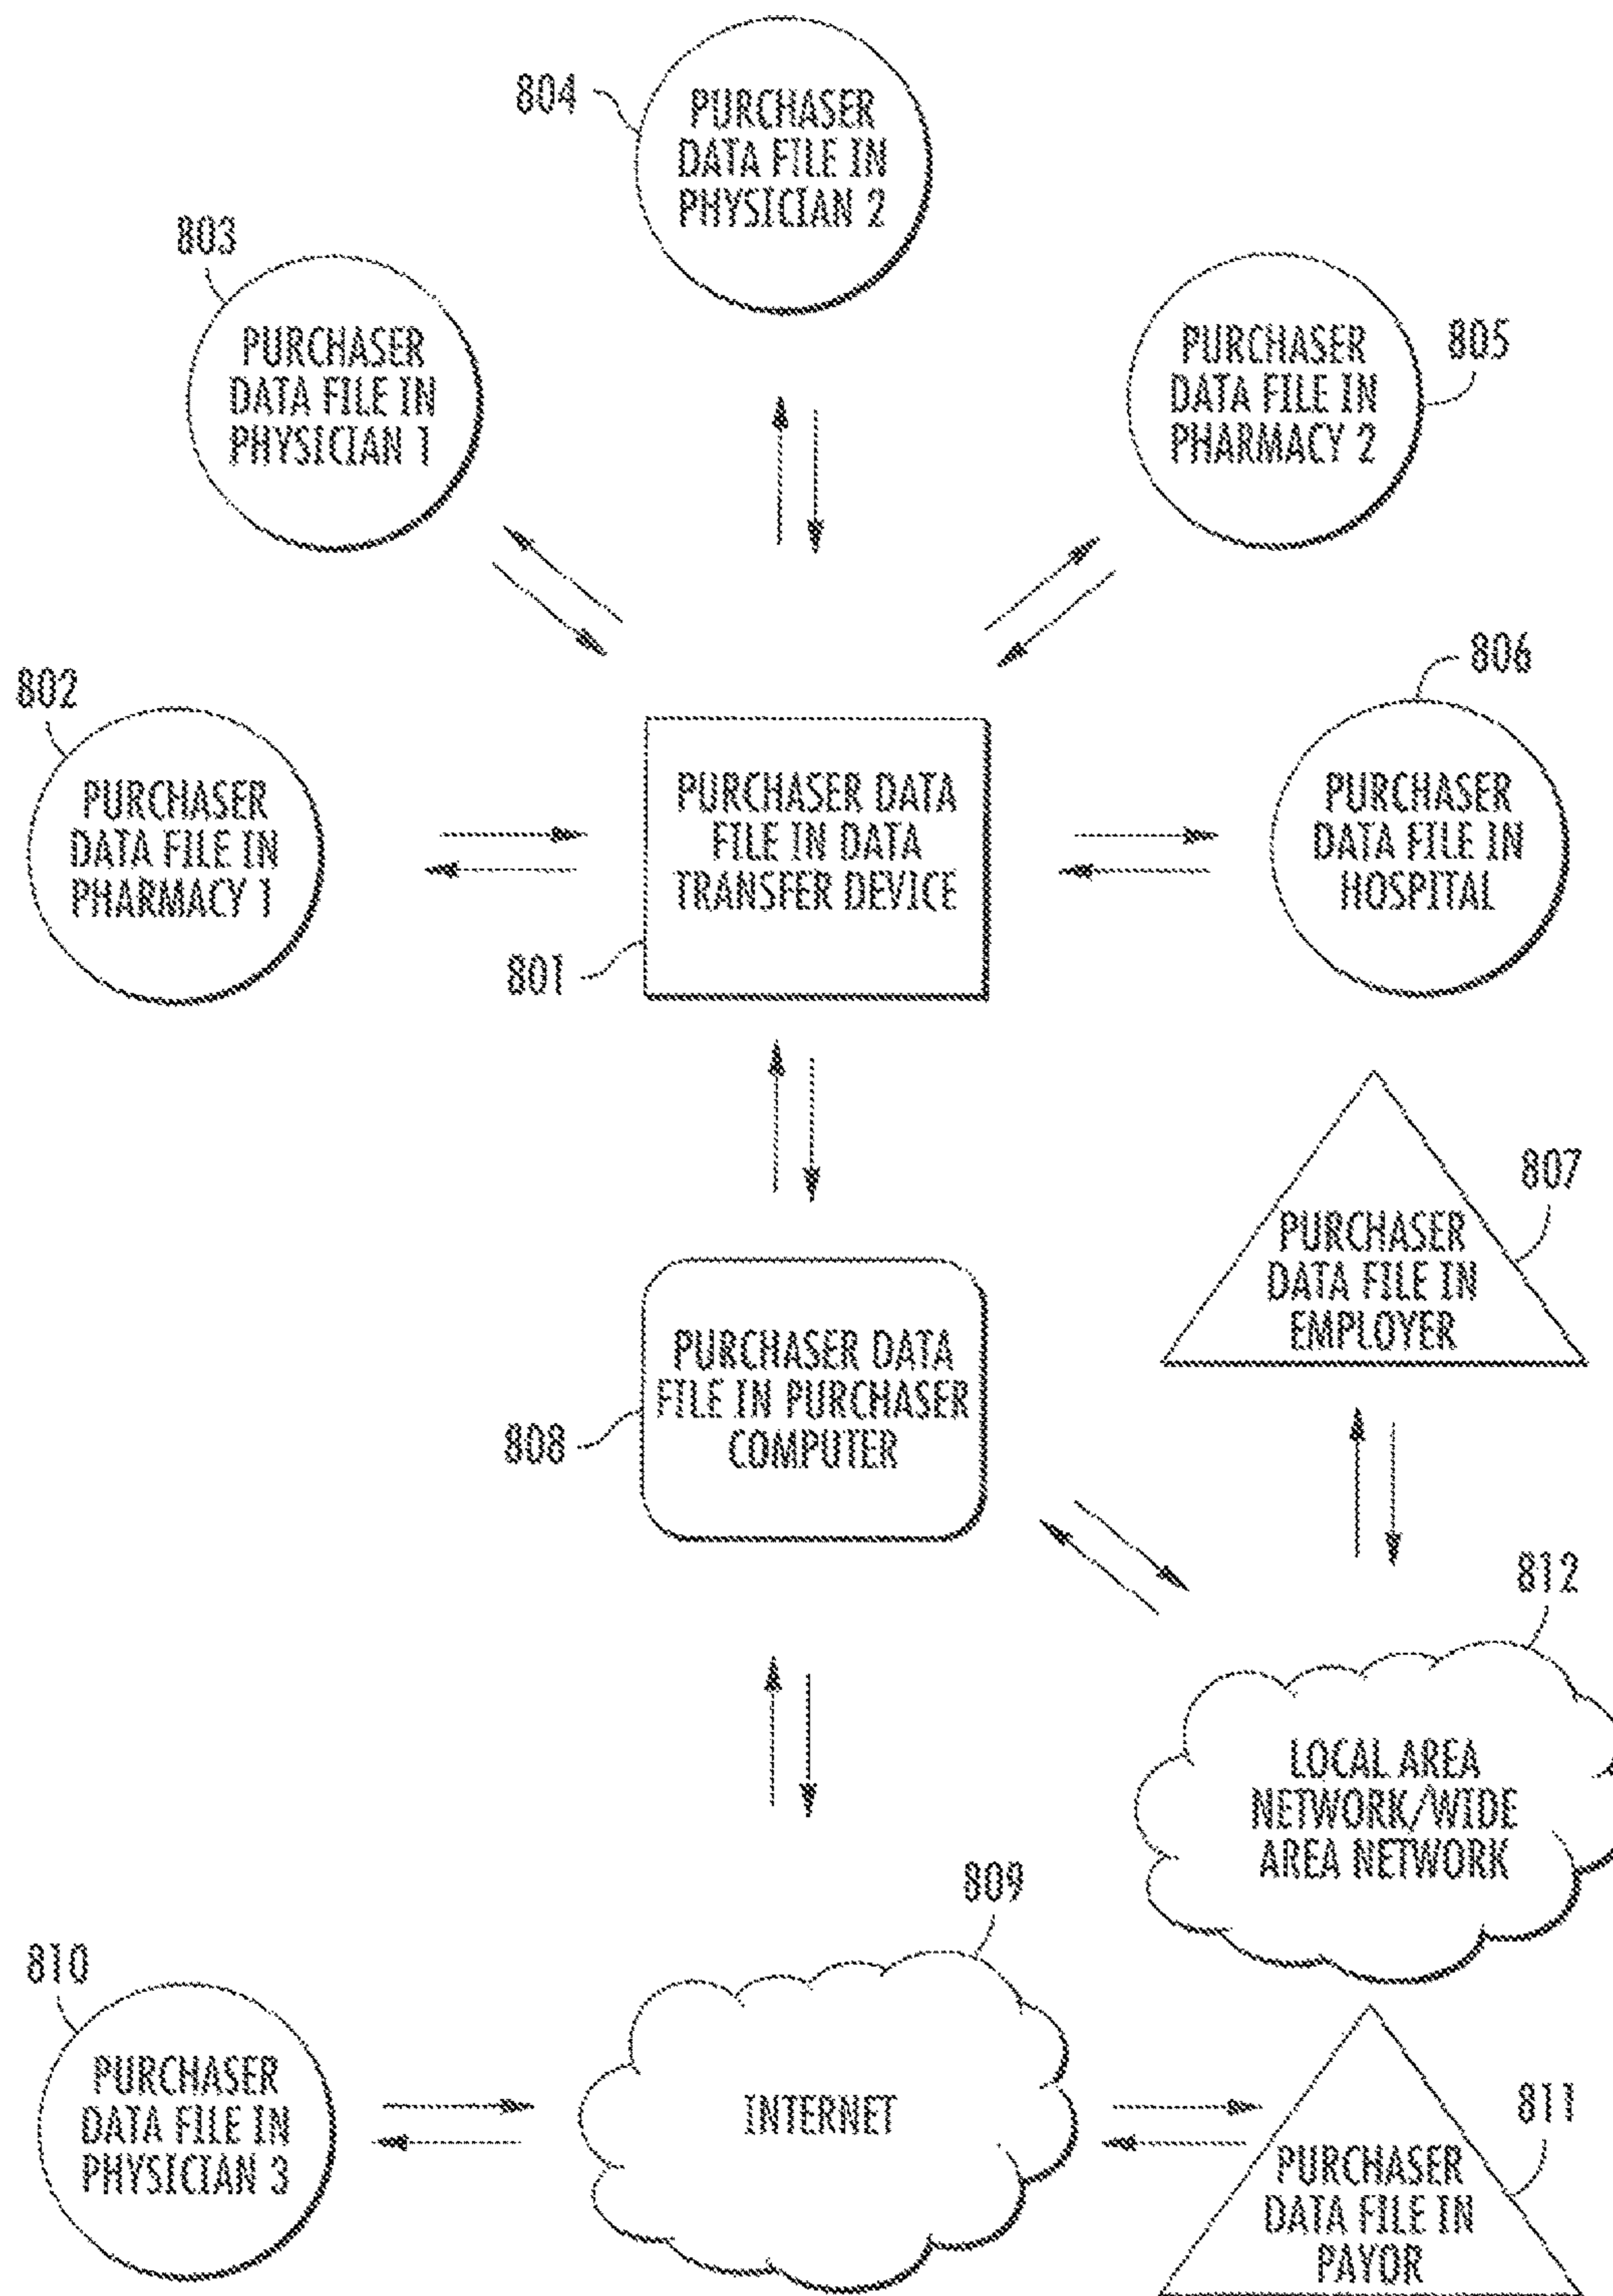 804
PURCHASER
DATA FILE IN
PHYSICIAN 2
803
PURCHASER
DATA FILE IN
PHYSICIAN 1
805
PURCHASER
DATA FILE IN
PHARMACY 2
802
PURCHASER
DATA FILE IN
PHARMACY 1
801
PURCHASER DATA
FILE IN DATA
TRANSFER DEVICE
806
PURCHASER
DATA FILE IN
HOSPITAL
807
PURCHASER
DATA FILE IN
EMPLOYER
808
PURCHASER DATA
FILE IN PURCHASER
COMPUTER
812
LOCAL AREA
NETWORK/WIDE
AREA NETWORK
809
INTERNET
810
PURCHASER
DATA FILE IN
PHYSICIAN 3
811
PURCHASER
DATA FILE IN
PAYOR